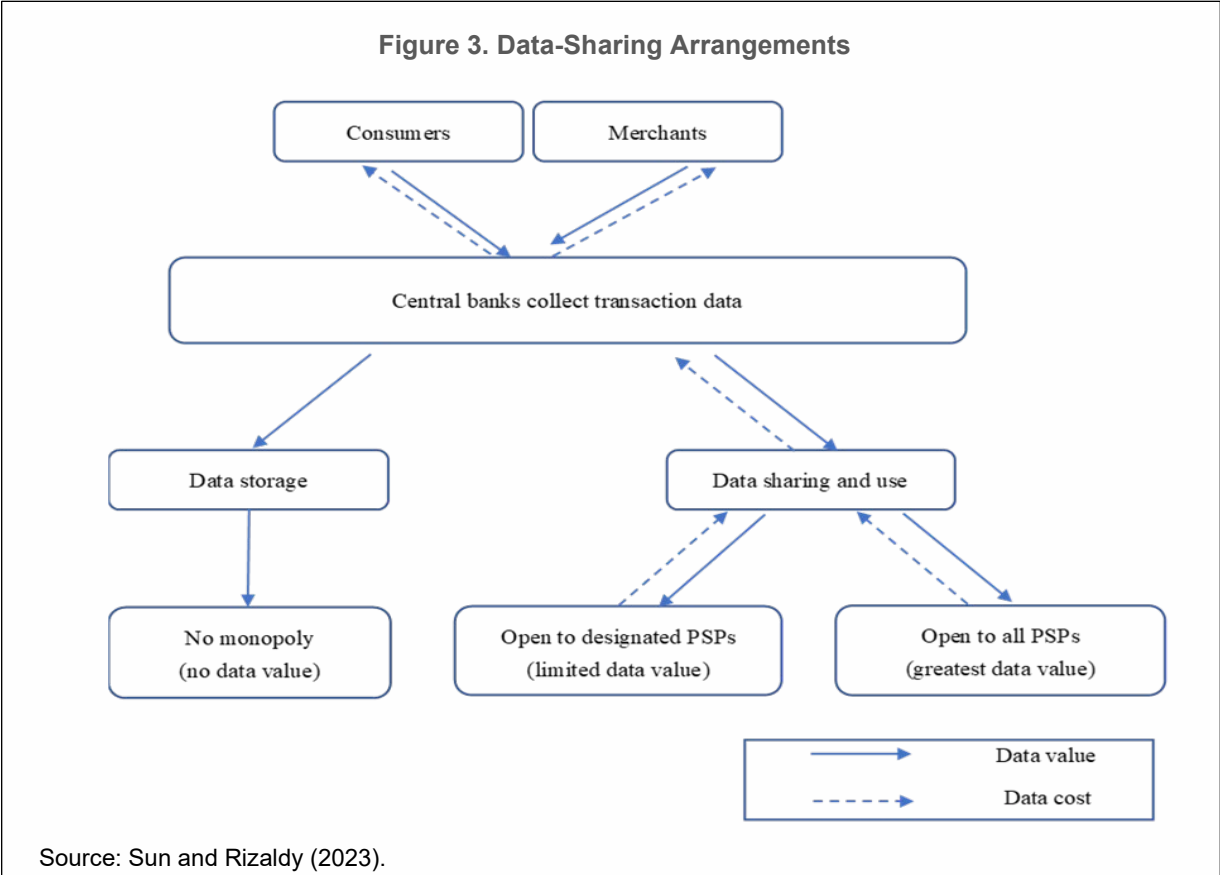 Figure 3. Data-Sharing Arrangements
Consumers
Merchants
Central banks collect transaction data
Data storage
Data sharing and use
No monopoly
(no data value)
Open to designated PSPs
(limited data value)
Open to all PSPs
(greatest data value)
Data value
Data cost
Source: Sun and Rizaldy (2023).